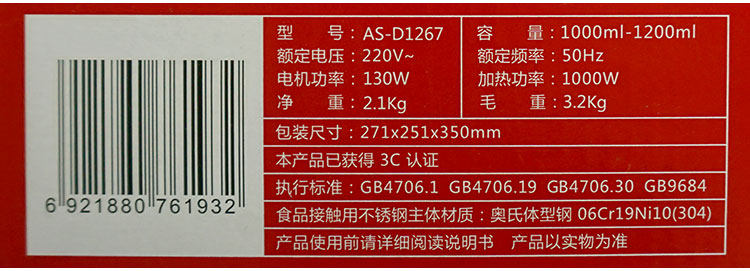 型 号：AS-D1267
额定电压：220V~
电机功率：130W
净 重：2.1Kg
容 量：1000ml-1200ml
额定频率：50Hz
加热功率：1000W
毛 重：3.2Kg
包装尺寸：271x251x350mm
本产品已获得 3C 认证
执行标准：GB4706.1 GB4706.19 GB4706.30 GB9684
食品接触用不锈钢主体材质：奥氏体型钢 06Cr19Ni10(304)
产品使用前请详细阅读说明书 产品以实物为准
6 921880 761932